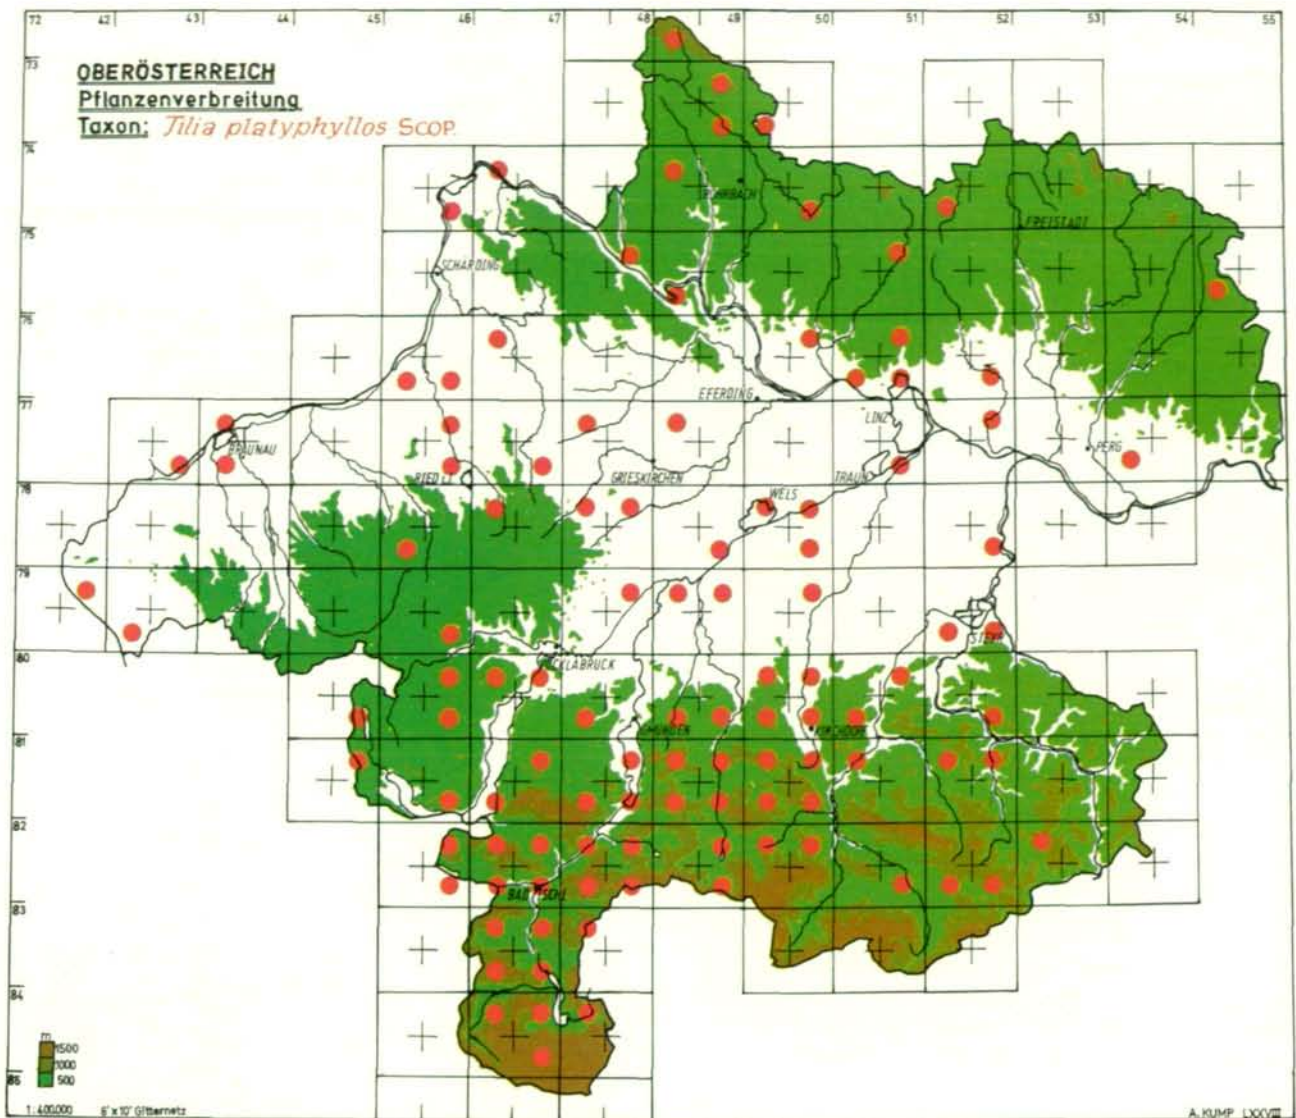 72 42 43 45 46 47 48 49 50 51 52 53 54 55
73
OBERÖSTERREICH
Pflanzenverbreitung
Taxon: Tilia platyphyllos SCOP.
74
ROHRBACH
FREISTADT
75
SCHÄRDING
76
EFERDING
77
LINZ
BRAUNAU
PERG
RIED i.I.
GRIESKIRCHEN
TRAUN
78
WELS
79
STEYR
80
VÖCKLABRUCK
GMUNDEN
KIRCHDORF
81
82
BAD ISCHL
83
84
m
1500
1000
500
85
1:400.000 6'x10' Gitternetz
A. KUMP LXXVIII